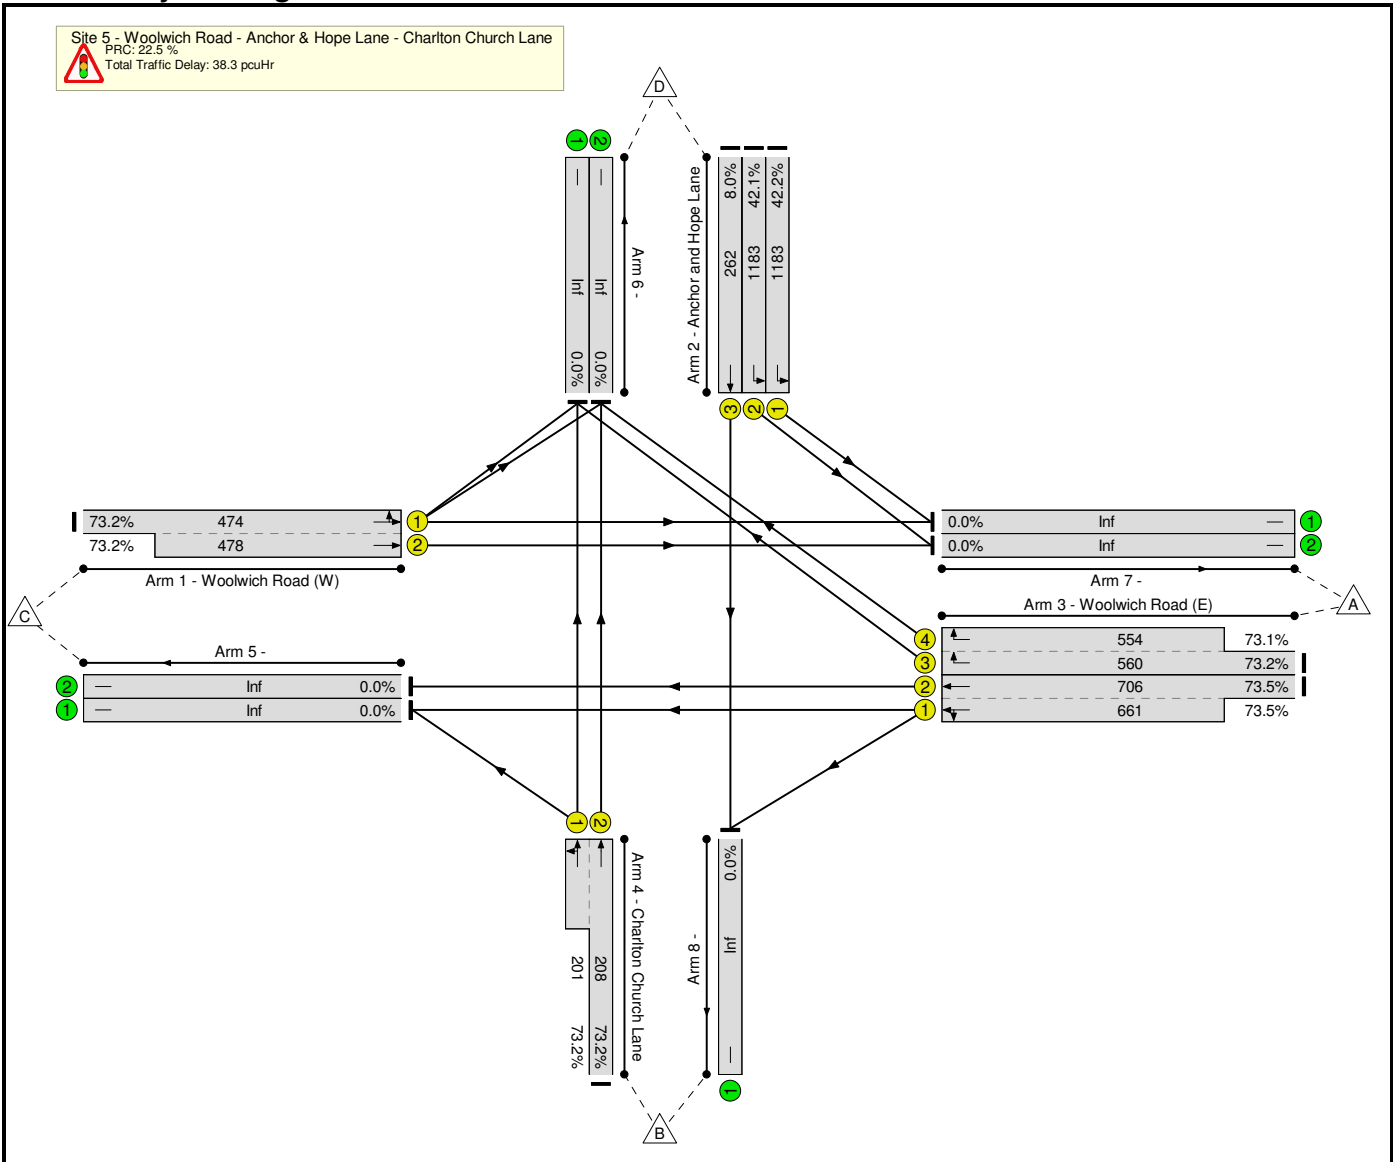 Site 5 - Woolwich Road - Anchor & Hope Lane - Charlton Church Lane
PRC: 22.5 %
Total Traffic Delay: 38.3 pcuHr
D
1 2
Inf 0.0%
Inf 0.0%
Arm 6 -
Arm 2 - Anchor and Hope Lane
8.0% 262
42.1% 1183
42.2% 1183
3 2 1
73.2% 474 1
73.2% 478 2
Arm 1 - Woolwich Road (W)
0.0% Inf 1
0.0% Inf 2
Arm 7 -
C
A
Arm 3 - Woolwich Road (E)
4 554 73.1%
3 560 73.2%
2 706 73.5%
1 661 73.5%
Arm 5 -
2 Inf 0.0%
1 Inf 0.0%
1 2
201 73.2%
208 73.2%
Arm 4 - Charlton Church Lane
Arm 8 -
0.0% Inf
1
B